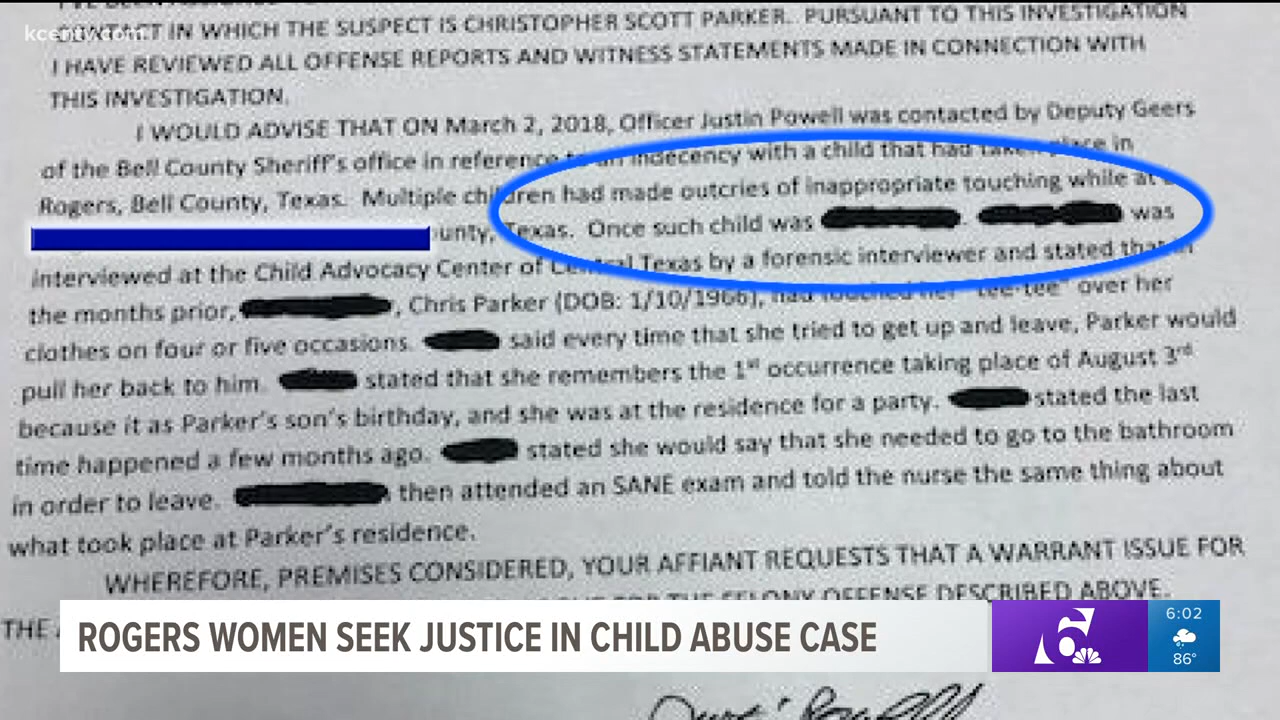 kcentv.com
CONTACT IN WHICH THE SUSPECT IS CHRISTOPHER SCOTT PARKER. PURSUANT TO THIS INVESTIGATION
I HAVE REVIEWED ALL OFFENSE REPORTS AND WITNESS STATEMENTS MADE IN CONNECTION WITH
THIS INVESTIGATION.
I WOULD ADVISE THAT ON March 2, 2018, Officer Justin Powell was contacted by Deputy Geers
of the Bell County Sheriff's office in reference to an indecency with a child that had taken place in
Rogers, Bell County, Texas. Multiple children had made outcries of inappropriate touching while at
ounty, Texas. Once such child was . was
interviewed at the Child Advocacy Center of Central Texas by a forensic interviewer and stated that in
the months prior, , Chris Parker (DOB: 1/10/1966), had touched her "tee-tee" over her
clothes on four or five occasions. said every time that she tried to get up and leave, Parker would
pull her back to him. stated that she remembers the 1st occurrence taking place of August 3rd
because it as Parker's son's birthday, and she was at the residence for a party. stated the last
time happened a few months ago. stated she would say that she needed to go to the bathroom
in order to leave. then attended an SANE exam and told the nurse the same thing about
what took place at Parker's residence.
WHEREFORE, PREMISES CONSIDERED, YOUR AFFIANT REQUESTS THAT A WARRANT ISSUE FOR
THE FELONY OFFENSE DESCRIBED ABOVE.
THE
ROGERS WOMEN SEEK JUSTICE IN CHILD ABUSE CASE
6
6:02
86°